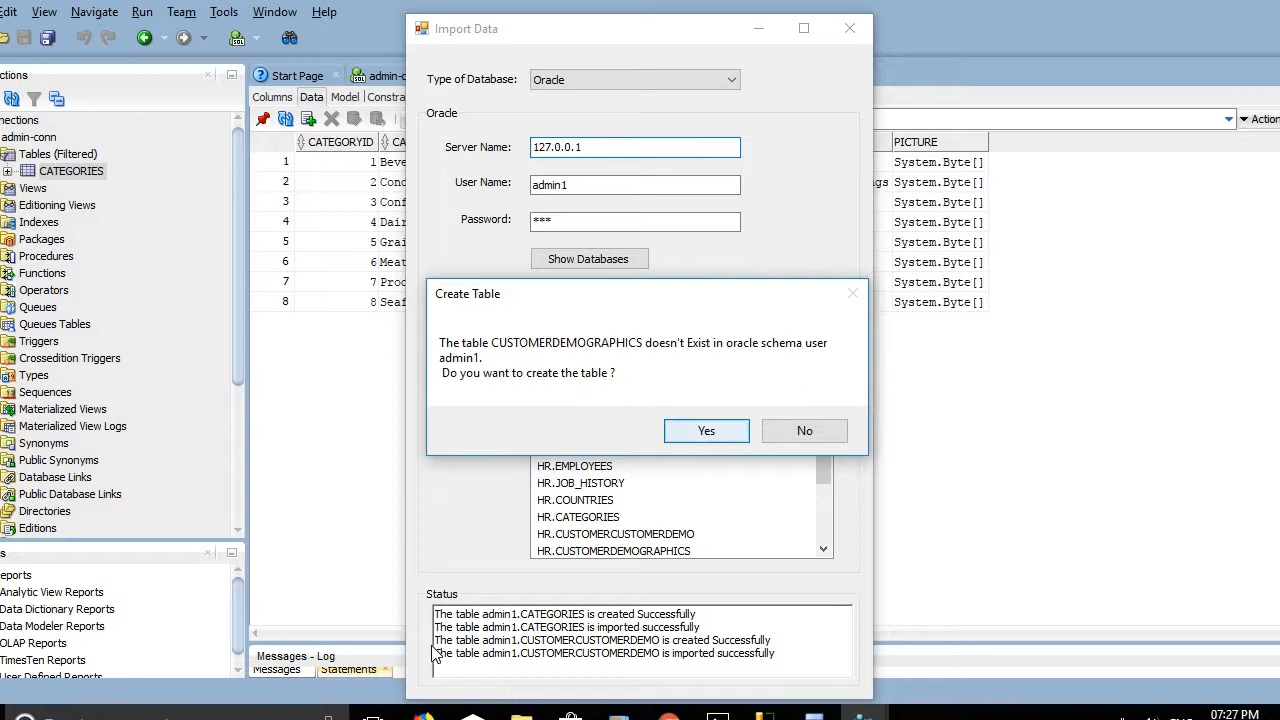 Edit View Navigate Run Team Tools Window Help
Import Data
Start Page
Columns Data Model
Type of Database: Oracle
Oracle
Server Name: 127.0.0.1
User Name: admin1
Password: ***
Show Databases
admin-conn
Tables (Filtered)
CATEGORIES
Views
Editioning Views
Indexes
Packages
Procedures
Functions
Operators
Queues
Queues Tables
Triggers
Crossedition Triggers
Types
Sequences
Materialized Views
Materialized View Logs
Synonyms
Public Synonyms
Database Links
Public Database Links
Directories
Editions
CATEGORYID
PICTURE
1 System.Byte[]
2 System.Byte[]
3 System.Byte[]
4 System.Byte[]
5 System.Byte[]
6 System.Byte[]
7 System.Byte[]
8 System.Byte[]
Create Table
The table CUSTOMERDEMOGRAPHICS doesn't Exist in oracle schema user
admin1.
Do you want to create the table ?
Yes No
HR.EMPLOYEES
HR.JOB_HISTORY
HR.COUNTRIES
HR.CATEGORIES
HR.CUSTOMERCUSTOMERDEMO
HR.CUSTOMERDEMOGRAPHICS
Status
The table admin1.CATEGORIES is created Successfully
The table admin1.CATEGORIES is imported successfully
The table admin1.CUSTOMERCUSTOMERDEMO is created Successfully
The table admin1.CUSTOMERCUSTOMERDEMO is imported successfully
Analytic View Reports
Data Dictionary Reports
Data Modeler Reports
OLAP Reports
TimesTen Reports
Messages - Log
Messages Statements
07:27 PM